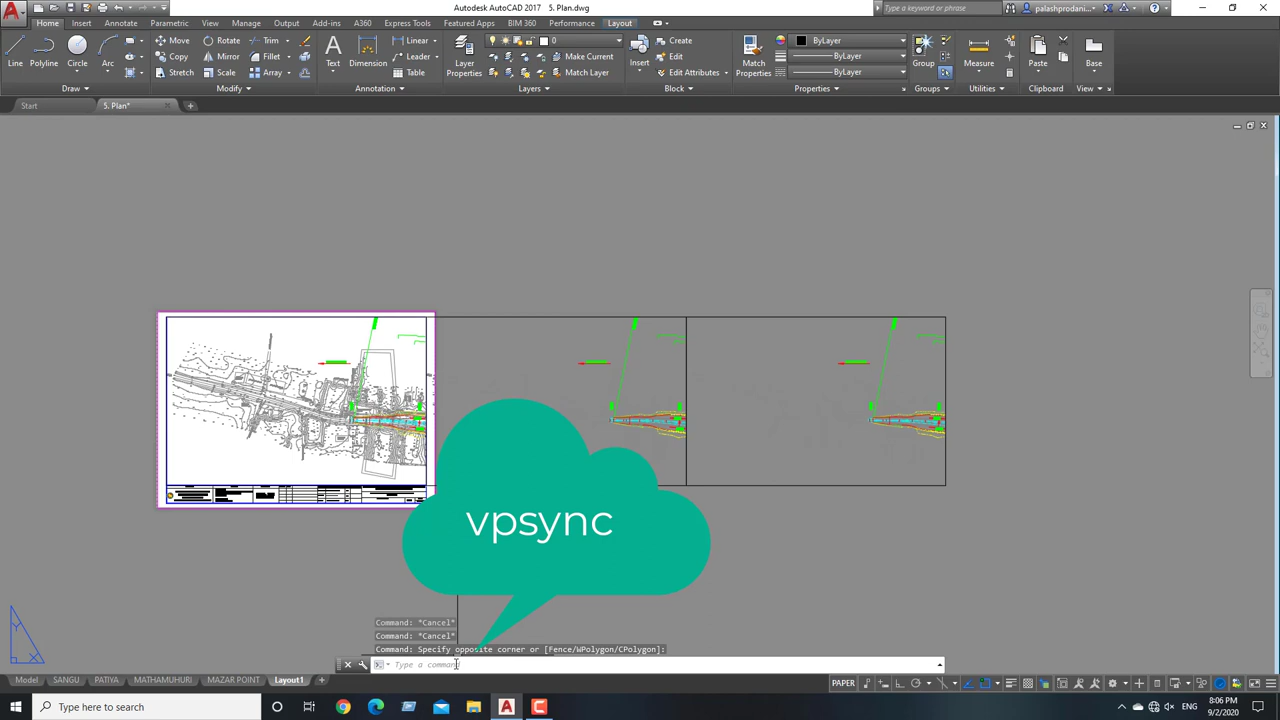 Autodesk AutoCAD 2017 5. Plan.dwg
Type a keyword or phrase
palashprodani...
Home Insert Annotate Parametric View Manage Output Add-ins A360 Express Tools Featured Apps BIM 360 Performance Layout
Line Polyline Circle Arc
Move Rotate Trim
Copy Mirror Fillet
Stretch Scale Array
Text Dimension
Linear
Leader
Table
Layer Properties
0
Make Current
Match Layer
Insert
Create
Edit
Edit Attributes
Match Properties
ByLayer
ByLayer
ByLayer
Group Measure Paste Base
Draw Modify Annotation Layers Block Properties Groups Utilities Clipboard View
Start 5. Plan*
vpsync
Command: *Cancel*
Command: *Cancel*
Command: Specify opposite corner or [Fence/WPolygon/CPolygon]:
Type a command
Y
X
Model SANGU PATIYA MATHAMUHURI MAZAR POINT Layout1
PAPER
Type here to search
8:06 PM
9/2/2020